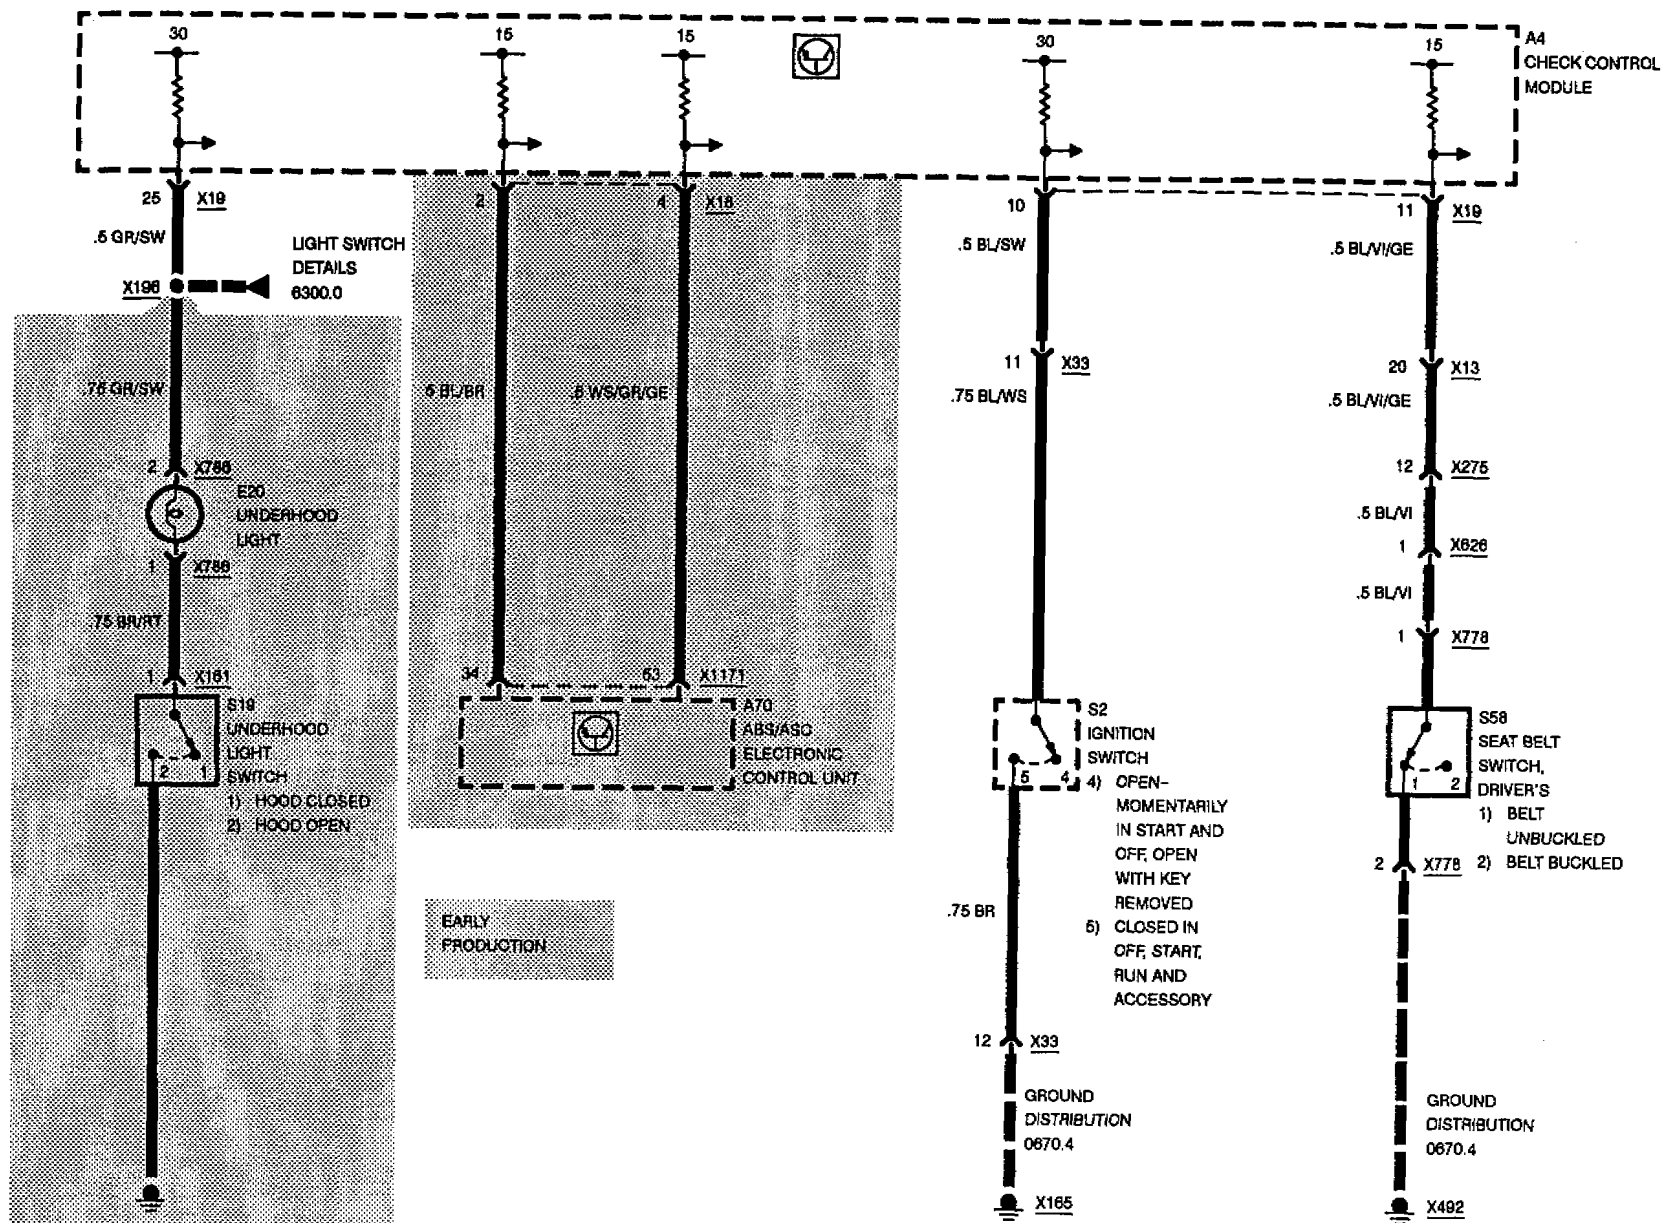 30
15
15
30
15
A4
CHECK CONTROL
MODULE
25 X19
2
4 X18
10
11 X19
.5 GR/SW
LIGHT SWITCH
DETAILS
6300.0
X196
.5 BL/SW
.5 BL/VI/GE
11 X33
20 X13
.75 GR/SW
.5 BL/BR
.5 WS/GR/GE
.75 BL/WS
.5 BL/VI/GE
2 X786
E20
UNDERHOOD
LIGHT
1 X786
12 X275
.5 BL/VI
1 X626
.5 BL/VI
1 X778
.75 BR/RT
1 X161
34
53 X1171
S19
UNDERHOOD
LIGHT
SWITCH
1) HOOD CLOSED
2) HOOD OPEN
2 1
A70
ABS/ASC
ELECTRONIC
CONTROL UNIT
S2
IGNITION
SWITCH
5 4
4) OPEN-
MOMENTARILY
IN START AND
OFF, OPEN
WITH KEY
REMOVED
5) CLOSED IN
OFF, START,
RUN AND
ACCESSORY
S58
SEAT BELT
SWITCH,
DRIVER'S
1) BELT
UNBUCKLED
2) BELT BUCKLED
1 2
2 X778
.75 BR
EARLY
PRODUCTION
12 X33
GROUND
DISTRIBUTION
0670.4
X165
GROUND
DISTRIBUTION
0670.4
X492